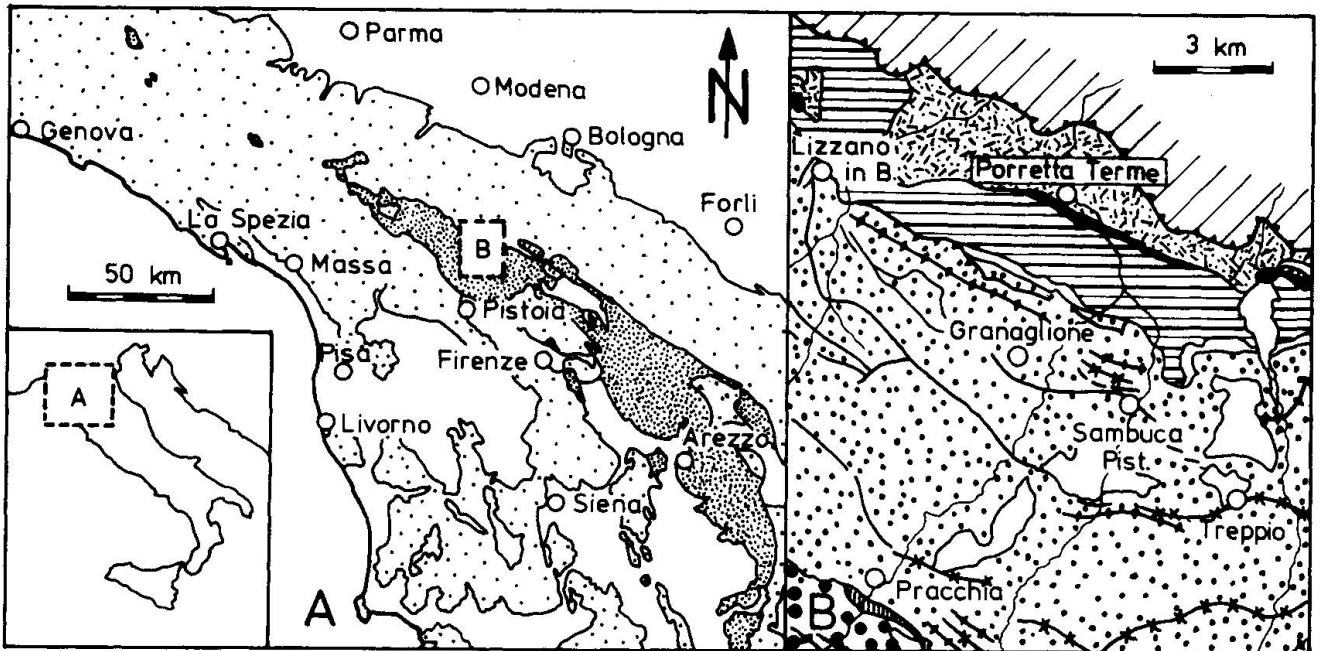 Parma
Modena
N
Genova
Bologna
La Spezia
Forli
B
Massa
50 km
Pistoia
Pisa
Firenze
A
Livorno
Arezzo
Siena
A
3 km
Lizzano
in B.
Porretta Terme
Granaglione
Sambuca
Pist.
Treppio
Pracchia
B